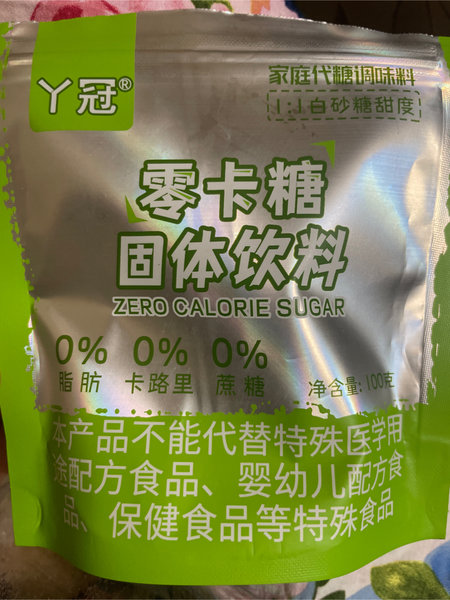 丫冠®
家庭代糖调味料
1:1白砂糖甜度
零卡糖
固体饮料
ZERO CALORIE SUGAR
0% 0% 0%
脂肪 卡路里 蔗糖 净含量:100克
本产品不能代替特殊医学用
途配方食品、婴幼儿配方食
品、保健食品等特殊食品